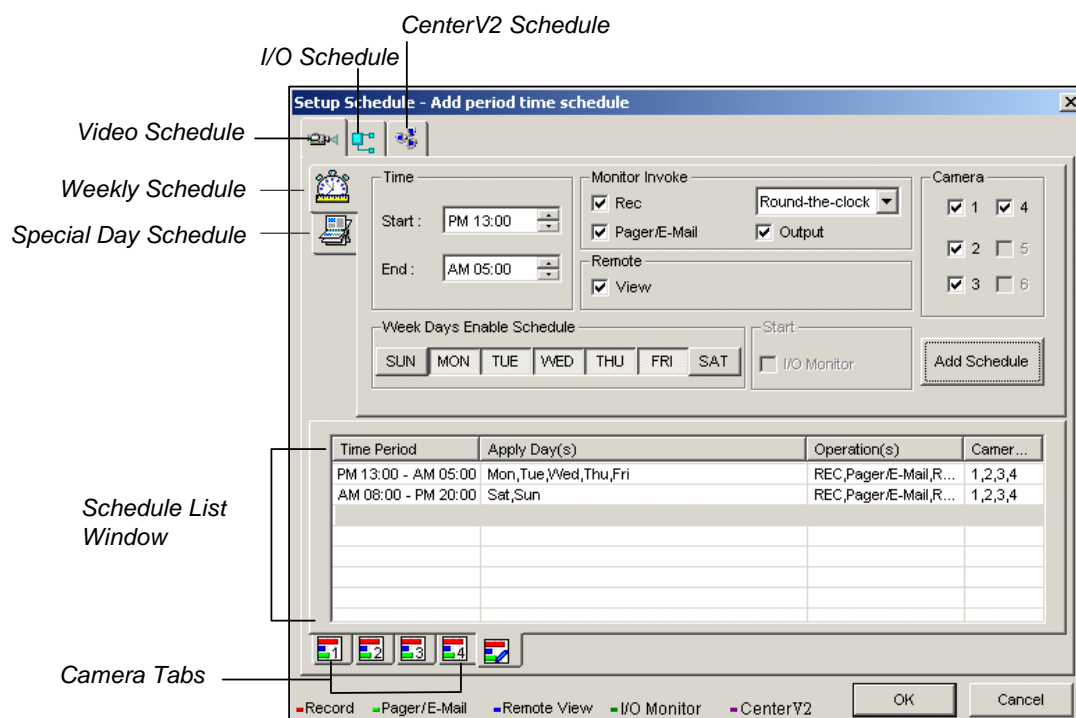 CenterV2 Schedule
I/O Schedule
Setup Schedule - Add period time schedule
Video Schedule
Weekly Schedule
Special Day Schedule
Time
Start :
PM 13:00
End :
AM 05:00
Monitor Invoke
Rec
Round-the-clock
Pager/E-Mail
Output
Remote
View
Camera
1
4
2
5
3
6
Week Days Enable Schedule
SUN MON TUE WED THU FRI SAT
Start
I/O Monitor
Add Schedule
Time Period Apply Day(s) Operation(s) Camer...
PM 13:00 - AM 05:00 Mon,Tue,Wed,Thu,Fri REC,Pager/E-Mail,R... 1,2,3,4
AM 08:00 - PM 20:00 Sat,Sun REC,Pager/E-Mail,R... 1,2,3,4
Schedule List
Window
1 2 3 4
Camera Tabs
Record Pager/E-Mail Remote View I/O Monitor CenterV2
OK
Cancel